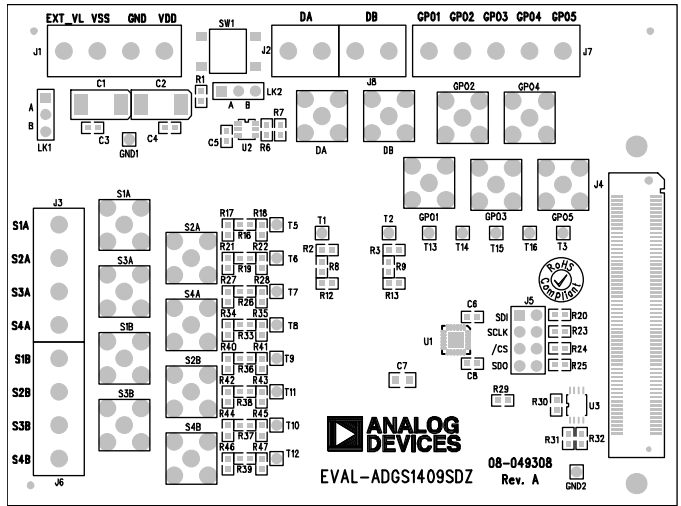 EXT_VL VSS GND VDD
SW1
DA DB
GPO1 GPO2 GPO3 GPO4 GPO5
J1
J2
J7
C1 C2
R1
LK2
A B
J8
GPO2 GPO4
A
B
LK1
C3
GND1
C4
C5
U2
R6
R7
DA DB
J3
S1A
S2A
S3A
S4A
S1B
S2B
S3B
S4B
J6
S1A
S2A
S3A
S4A
S1B
S2B
S3B
S4B
R17 R18
R16
T5
R21 R22
R19
T6
R27 R28
R26
T7
R34 R35
R33
T8
R40 R41
R36
T9
R42 R43
R38
T11
R44 R45
R37
T10
R46 R47
R39
T12
T1
R2
R8
R12
T2
R3
R9
R13
GPO1 GPO3 GPO5
T13 T14 T15 T16 T3
J4
RoHS
Compliant
C6
U1
C8
C7
J5
SDI
SCLK
/CS
SDO
R20
R23
R24
R25
R29
R30
U3
R31
R32
ANALOG
DEVICES
EVAL-ADGS1409SDZ
08-049308
Rev. A
GND2